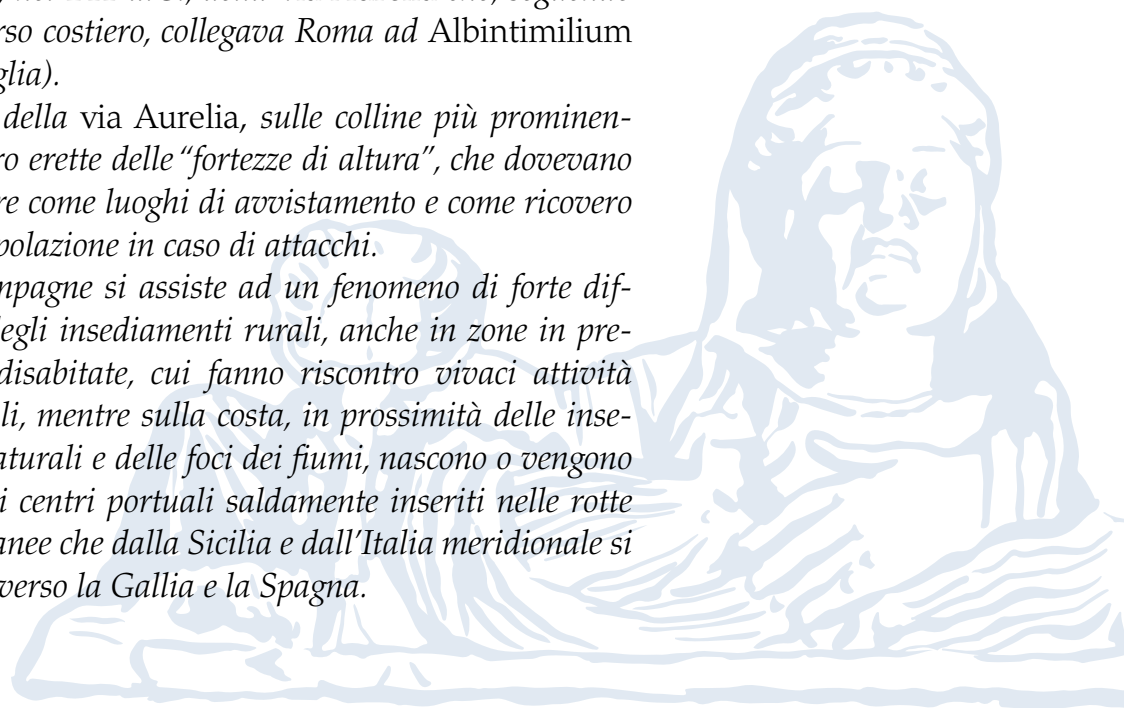 rso costiero, collegava Roma ad Albintimilium
glia).
della via Aurelia, sulle colline più prominen-
ro erette delle “fortezze di altura”, che dovevano
re come luoghi di avvistamento e come ricovero
polazione in caso di attacchi.
mpagne si assiste ad un fenomeno di forte dif-
legli insediamenti rurali, anche in zone in pre-
disabitate, cui fanno riscontro vivaci attività
li, mentre sulla costa, in prossimità delle inse-
aturali e delle foci dei fiumi, nascono o vengono
i centri portuali saldamente inseriti nelle rotte
anee che dalla Sicilia e dall’Italia meridionale si
verso la Gallia e la Spagna.